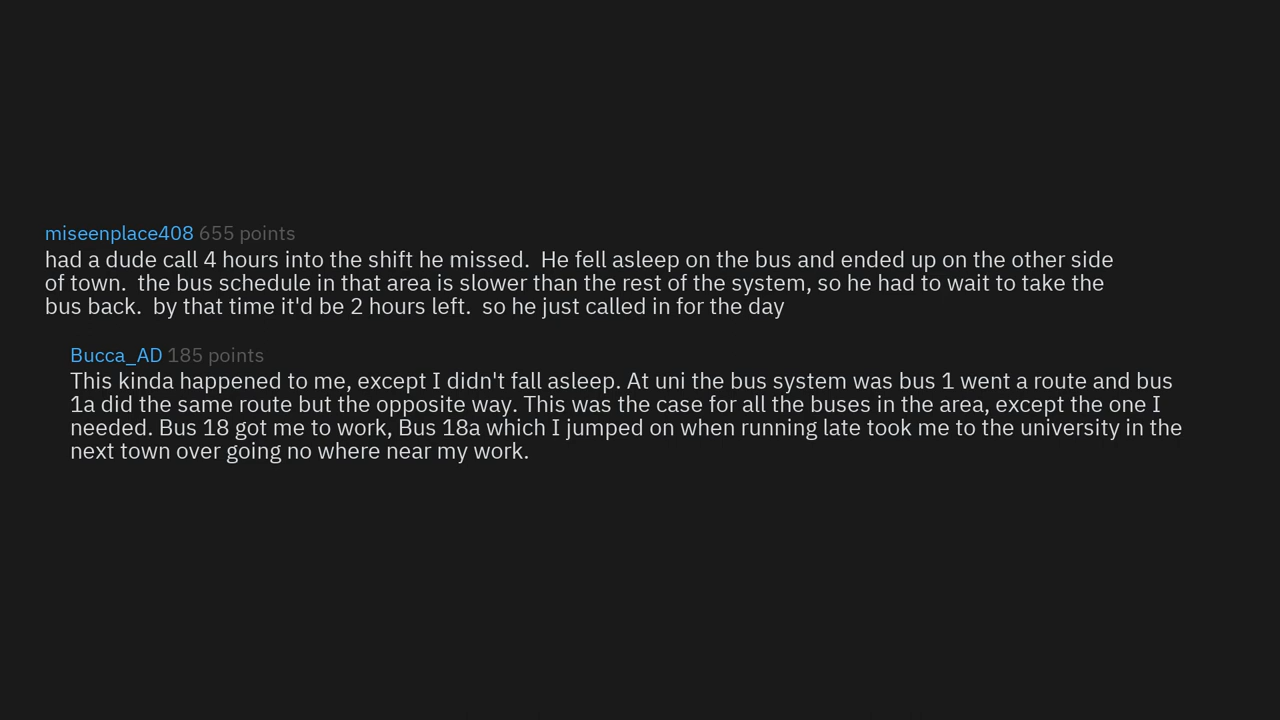 miseenplace408 655 points
had a dude call 4 hours into the shift he missed.  He fell asleep on the bus and ended up on the other side
of town.  the bus schedule in that area is slower than the rest of the system, so he had to wait to take the
bus back.  by that time it'd be 2 hours left.  so he just called in for the day
Bucca_AD 185 points
This kinda happened to me, except I didn't fall asleep. At uni the bus system was bus 1 went a route and bus
1a did the same route but the opposite way. This was the case for all the buses in the area, except the one I
needed. Bus 18 got me to work, Bus 18a which I jumped on when running late took me to the university in the
next town over going no where near my work.